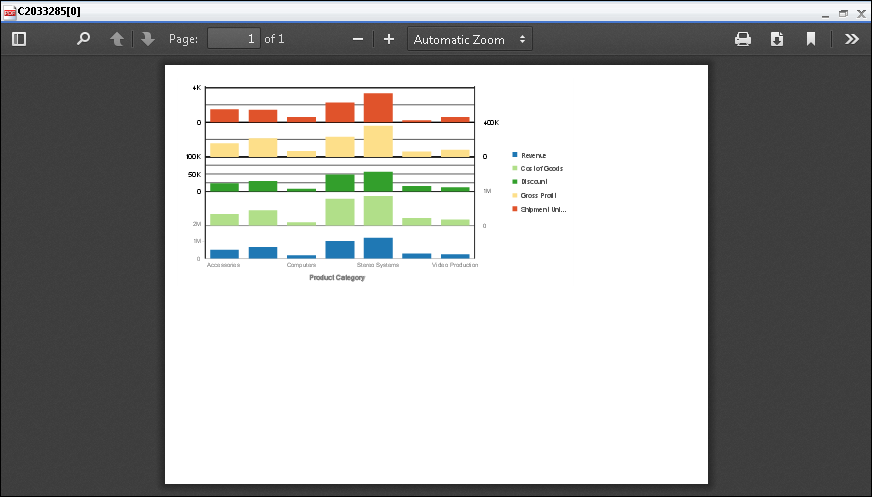 PDF
C2033285[0]
Page: 1 of 1
Automatic Zoom
4K
0
400K
100K
0
Revenue
Cost of Goods
50K
Discount
0
1M
Gross Profit
Shipment Uni...
2M
0
1M
0
Accessories Computers Stereo Systems Video Production
Product Category